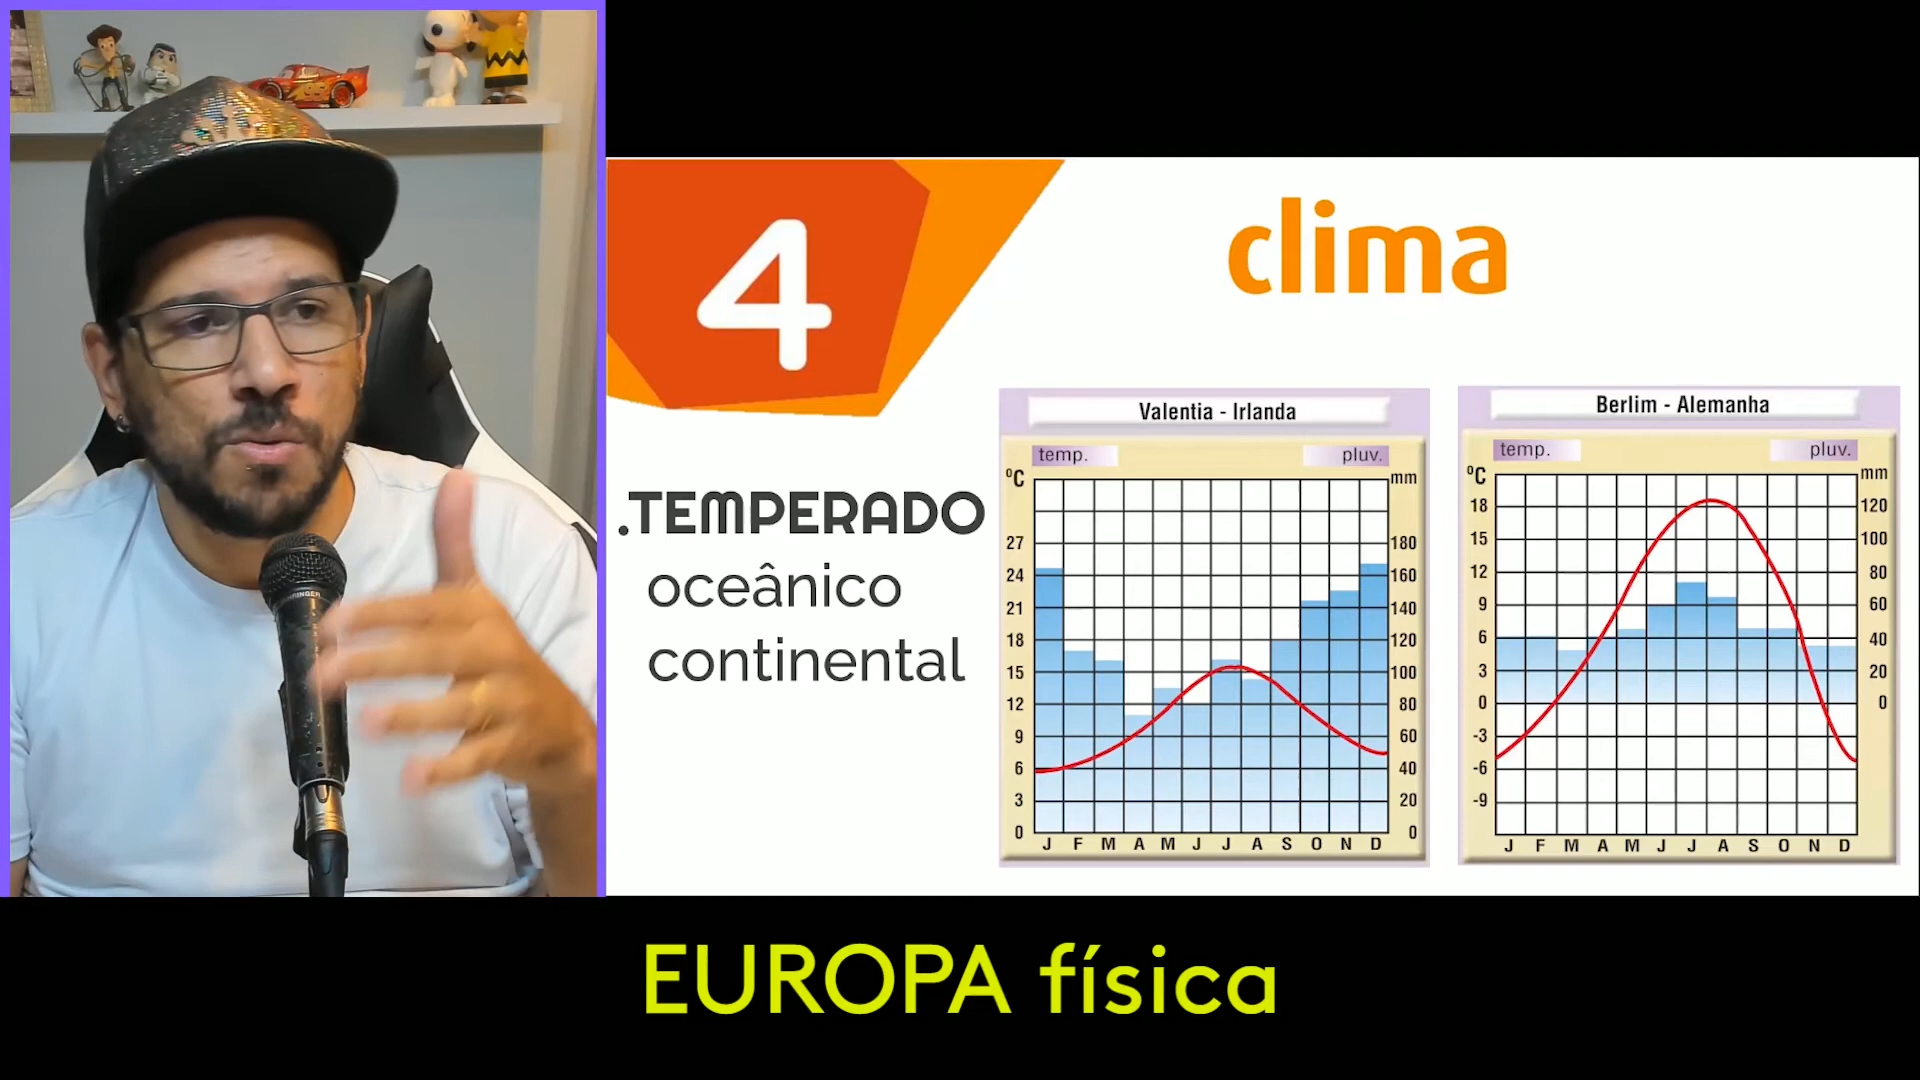 4
clima
.TEMPERADO
oceânico
continental
Valentia - Irlanda
temp. pluv.
ºC mm
27 180
24 160
21 140
18 120
15 100
12 80
9 60
6 40
3 20
0 0
J F M A M J J A S O N D
Berlim - Alemanha
temp. pluv.
ºC mm
18 120
15 100
12 80
9 60
6 40
3 20
0 0
-3
-6
-9
J F M A M J J A S O N D
EUROPA física